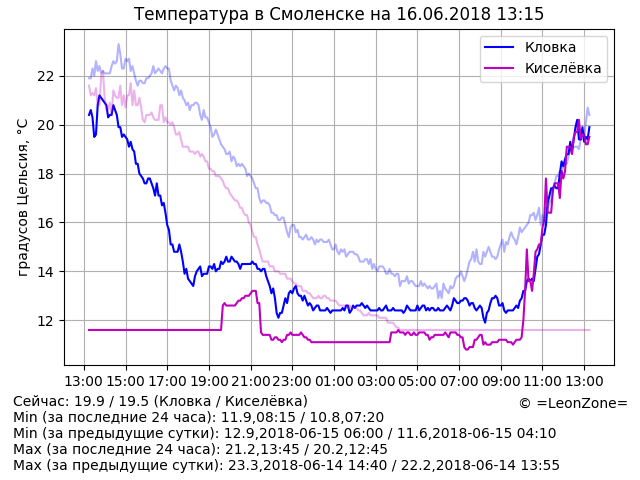 Температура в Смоленске на 16.06.2018 13:15
Кловка
Киселёвка
градусов Цельсия, °C
22
20
18
16
14
12
13:00 15:00 17:00 19:00 21:00 23:00 01:00 03:00 05:00 07:00 09:00 11:00 13:00
Сейчас: 19.9 / 19.5 (Кловка / Киселёвка)
© =LeonZone=
Min (за последние 24 часа): 11.9,08:15 / 10.8,07:20
Min (за предыдущие сутки): 12.9,2018-06-15 06:00 / 11.6,2018-06-15 04:10
Max (за последние 24 часа): 21.2,13:45 / 20.2,12:45
Max (за предыдущие сутки): 23.3,2018-06-14 14:40 / 22.2,2018-06-14 13:55